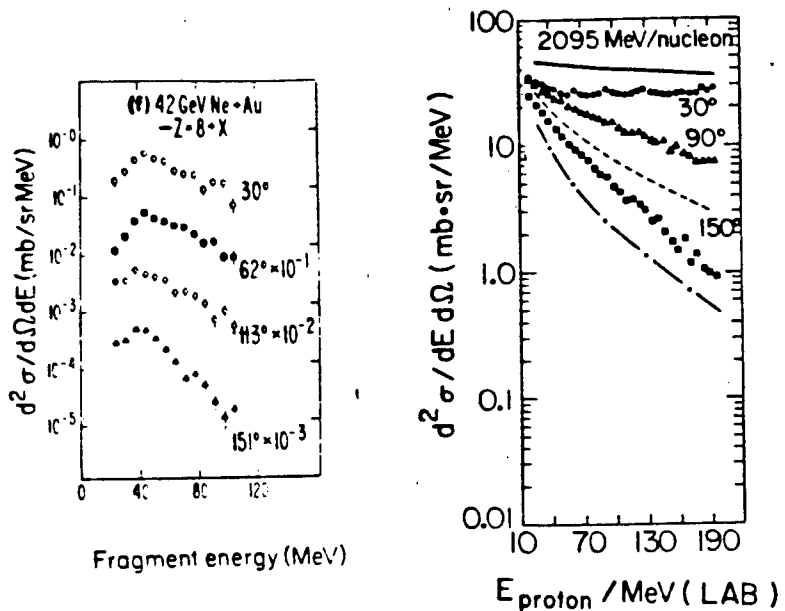 (f) 42 GeV Ne + Au
— Z = 8 + X
10⁻⁰
10⁻¹
10⁻²
10⁻³
10⁻⁴
10⁻⁵
30°
62° × 10⁻¹
113° × 10⁻²
151° × 10⁻³
d² σ / dΩdE (mb/sr MeV)
0
40
80
120
Fragment energy (MeV)
100
10
1.0
0.1
0.01
2095 MeV/nucleon
30°
90°
150°
d² σ / dE dΩ (mb•sr/MeV)
10
70
130
190
E proton / MeV ( LAB )